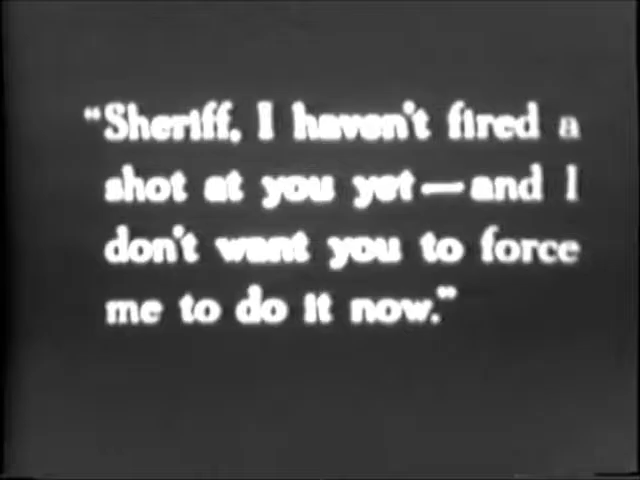 “Sheriff, I haven't fired a
shot at you yet—and I
don't want you to force
me to do it now.”